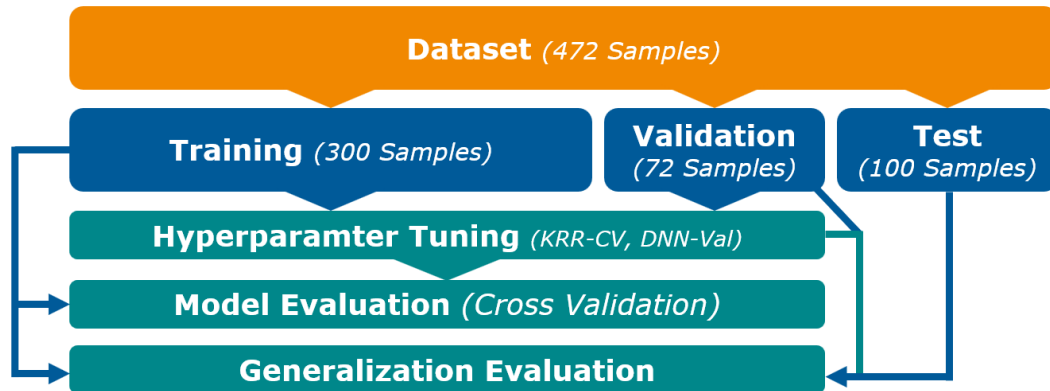 Dataset (472 Samples)
Training (300 Samples)
Validation
(72 Samples)
Test
(100 Samples)
Hyperparamter Tuning (KRR-CV, DNN-Val)
Model Evaluation (Cross Validation)
Generalization Evaluation